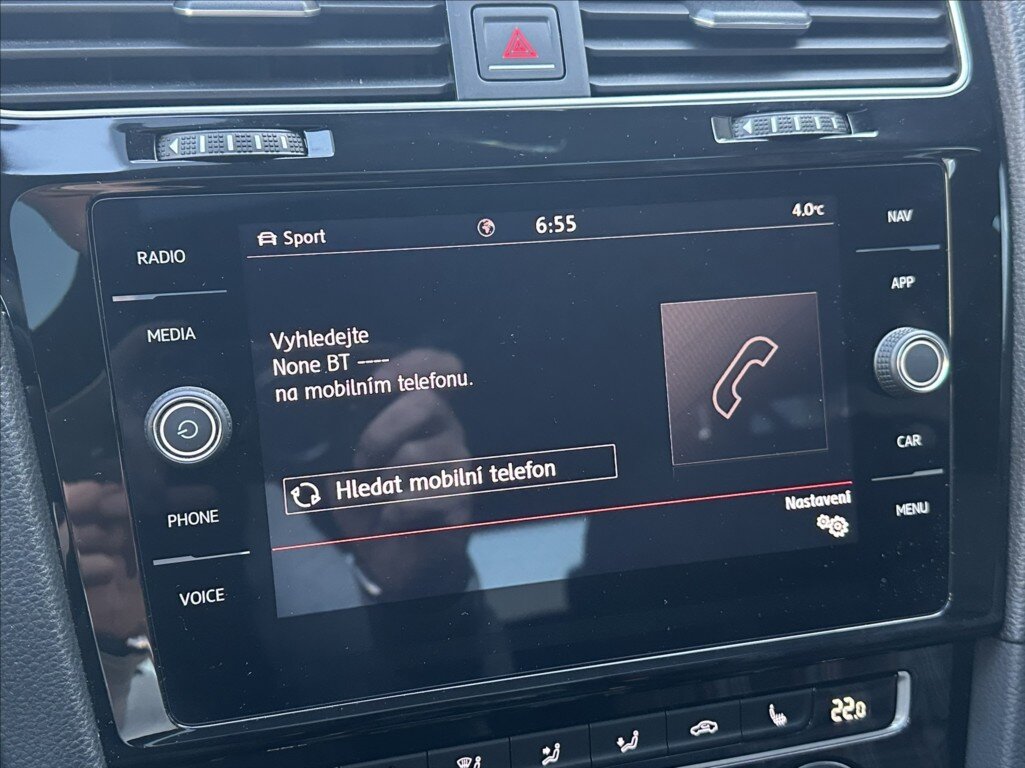 Sport
6:55
4.0°C
RADIO
MEDIA
PHONE
VOICE
Vyhledejte
None BT ----
na mobilním telefonu.
Hledat mobilní telefon
Nastavení
NAV
APP
CAR
MENU
22.0